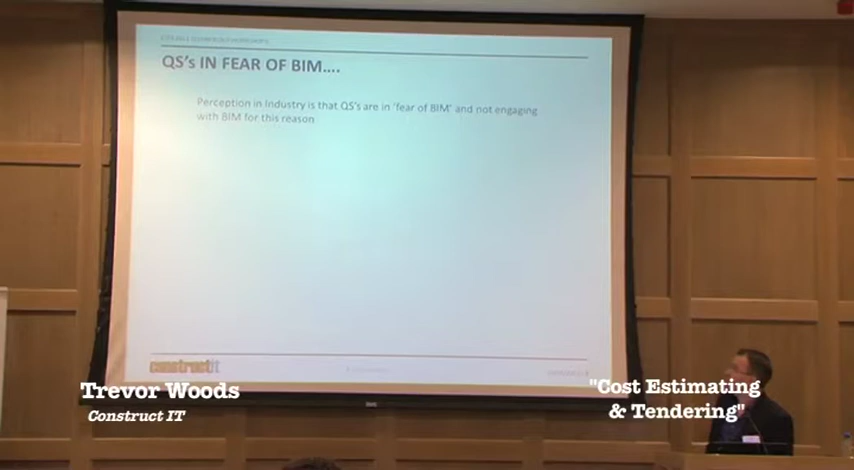 QS's IN FEAR OF BIM....
Perception in Industry is that QS's are in 'fear of BIM' and not engaging
with BIM for this reason
constructit
Trevor Woods
Construct IT
"Cost Estimating
& Tendering"